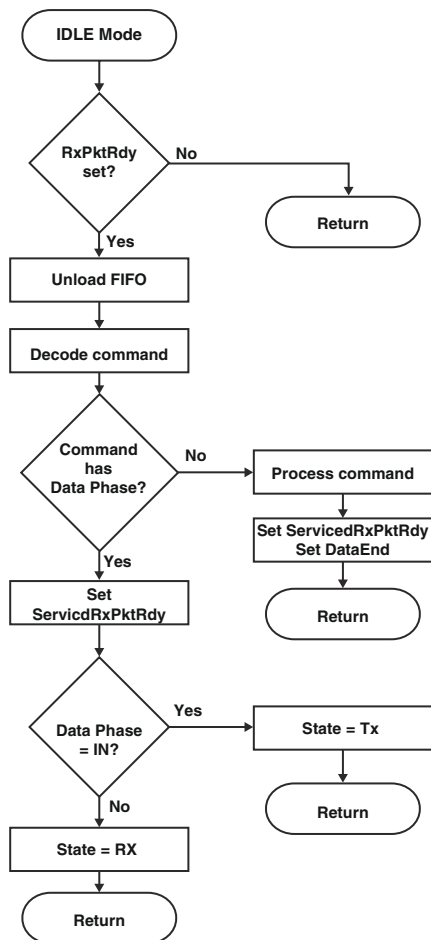 IDLE Mode
RxPktRdy
set?
No
Return
Yes
Unload FIFO
Decode command
Command
has
Data Phase?
No
Process command
Set ServicedRxPktRdy
Set DataEnd
Return
Yes
Set
ServicdRxPktRdy
Data Phase
= IN?
Yes
State = Tx
Return
No
State = RX
Return